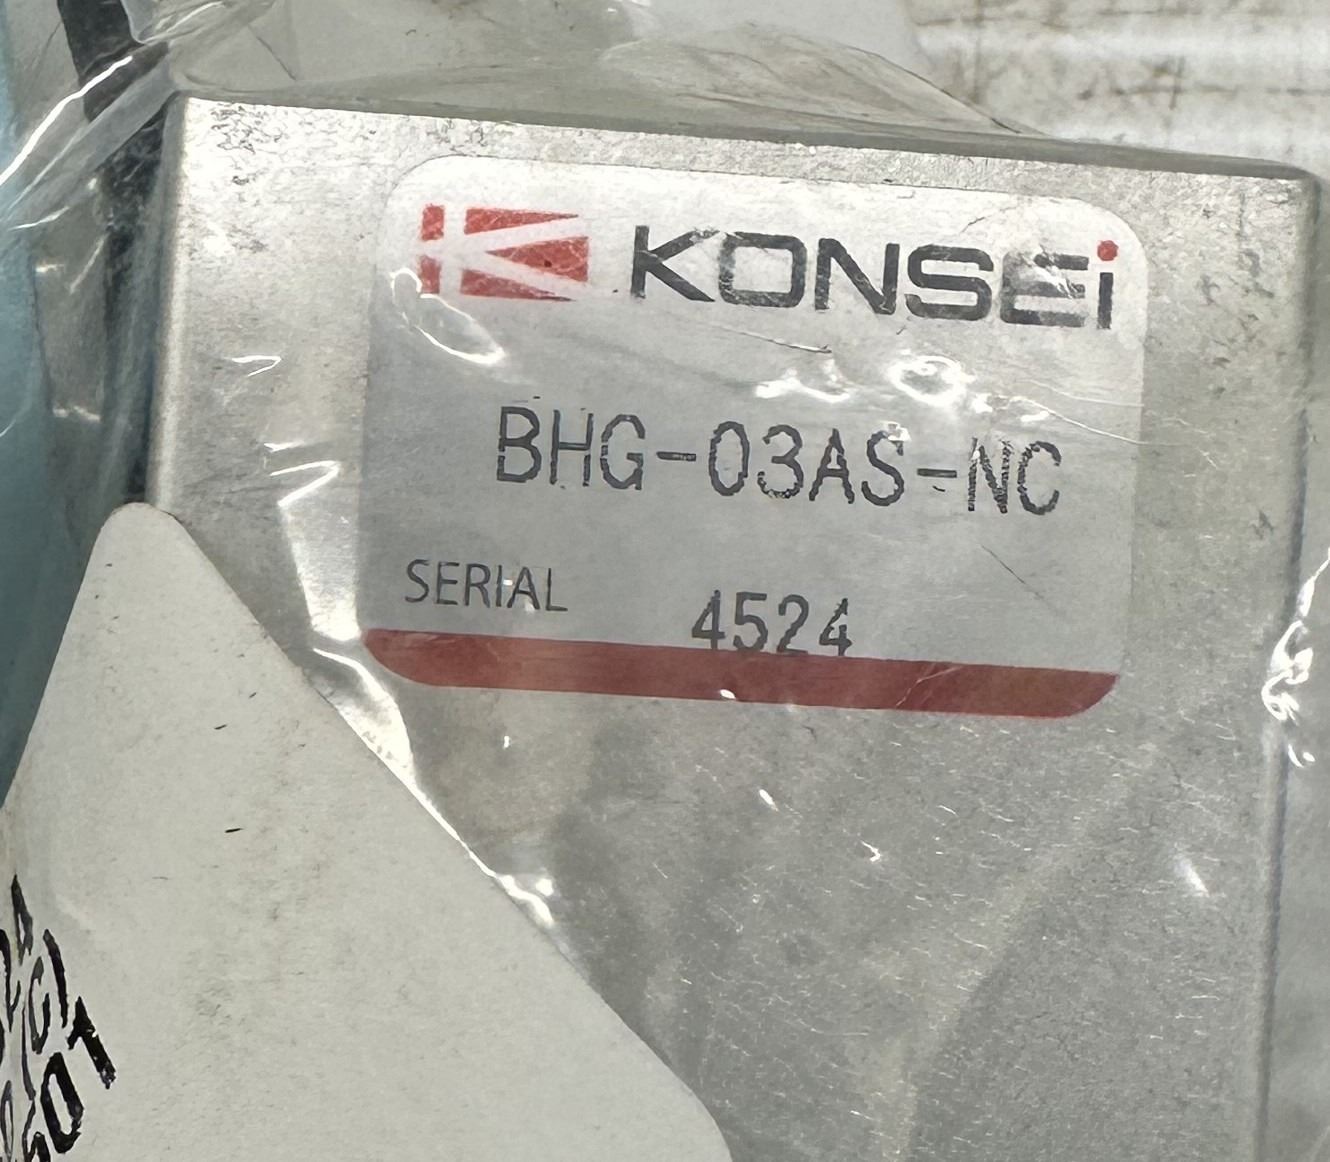 KONSEi
BHG-03AS-NC
SERIAL 4524